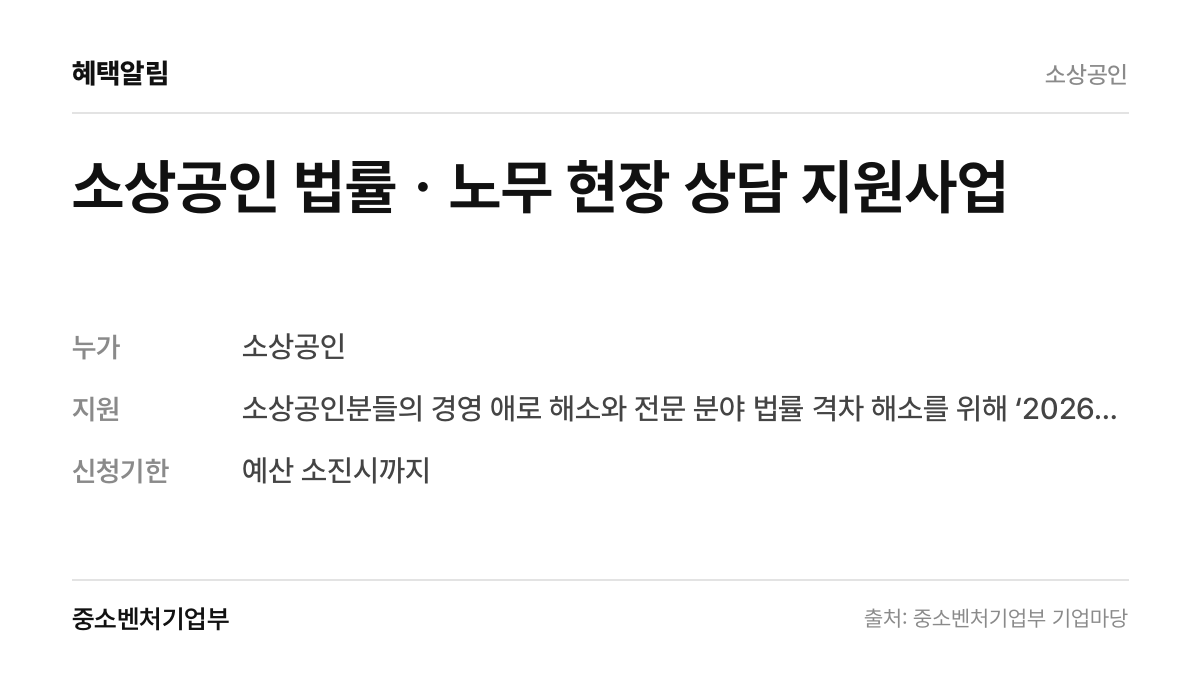 혜택알림
소상공인
소상공인 법률 · 노무 현장 상담 지원사업
누가 소상공인
지원 소상공인분들의 경영 애로 해소와 전문 분야 법률 격차 해소를 위해 ‘2026...
신청기한 예산 소진시까지
중소벤처기업부
출처: 중소벤처기업부 기업마당